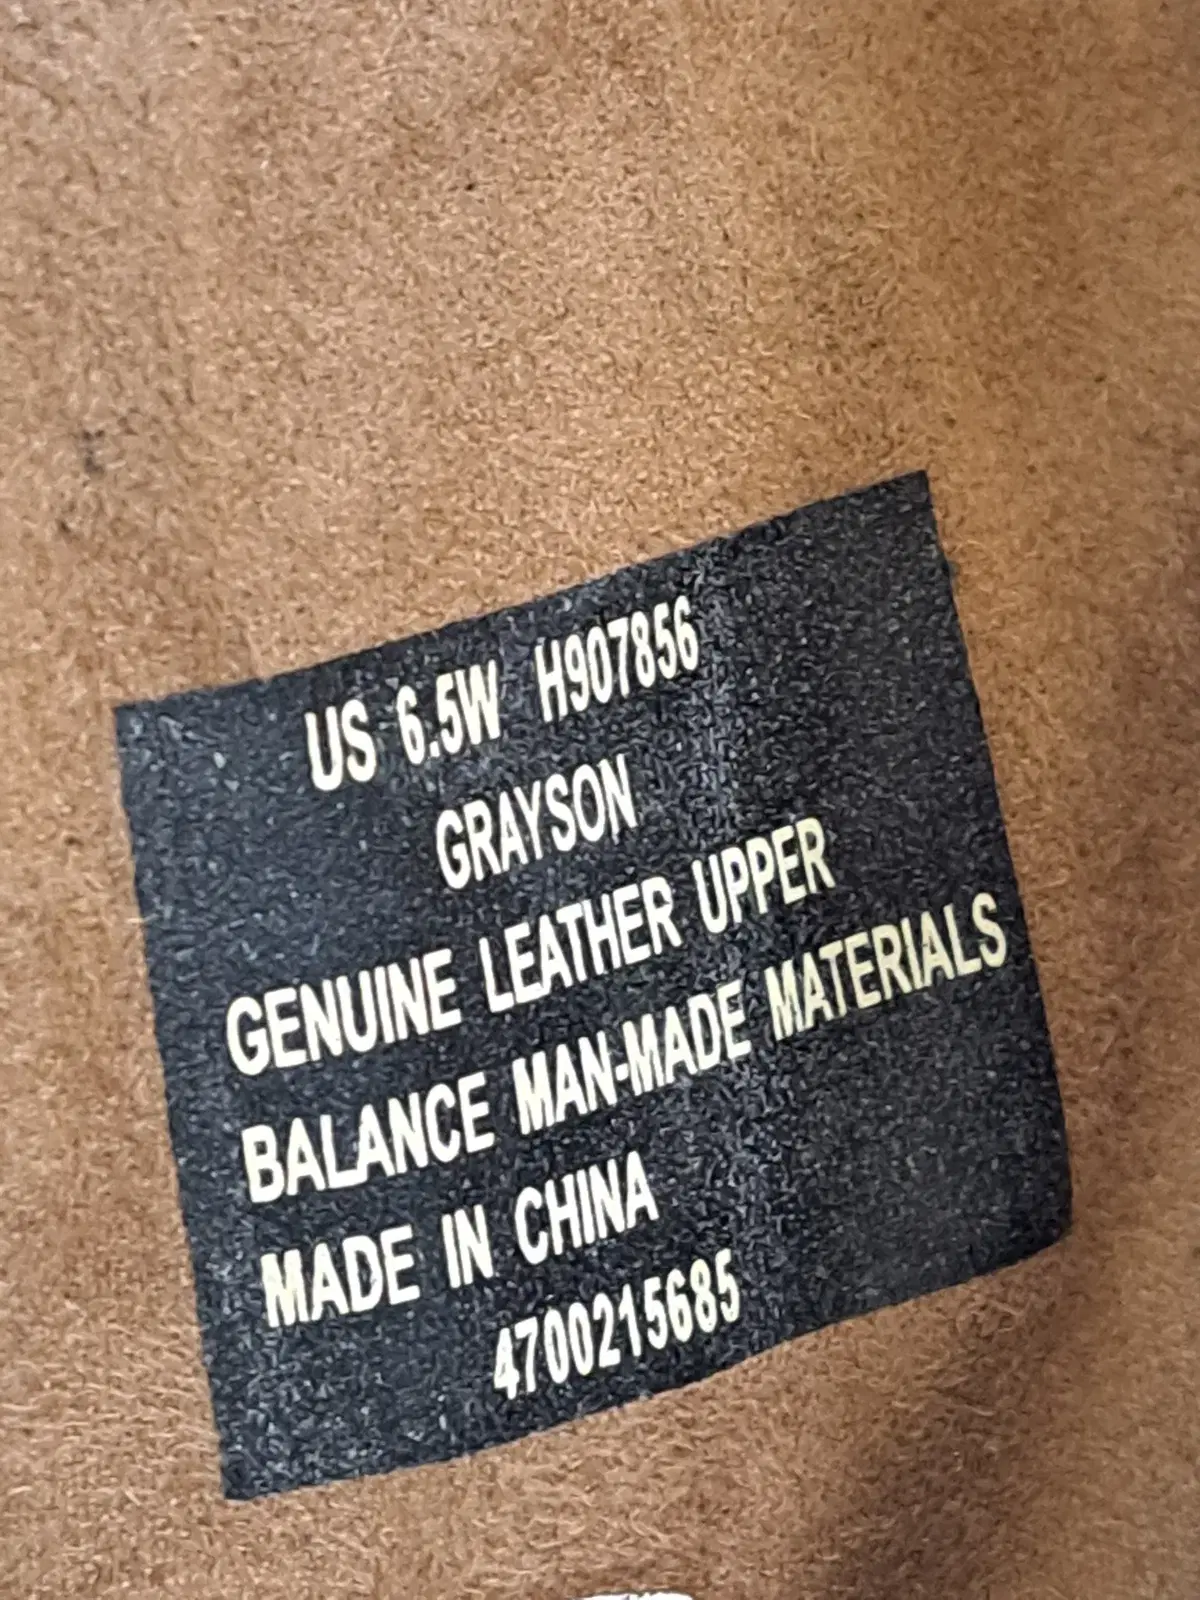 US 6.5W H907856
GRAYSON
GENUINE LEATHER UPPER
BALANCE MAN-MADE MATERIALS
MADE IN CHINA
4700215685